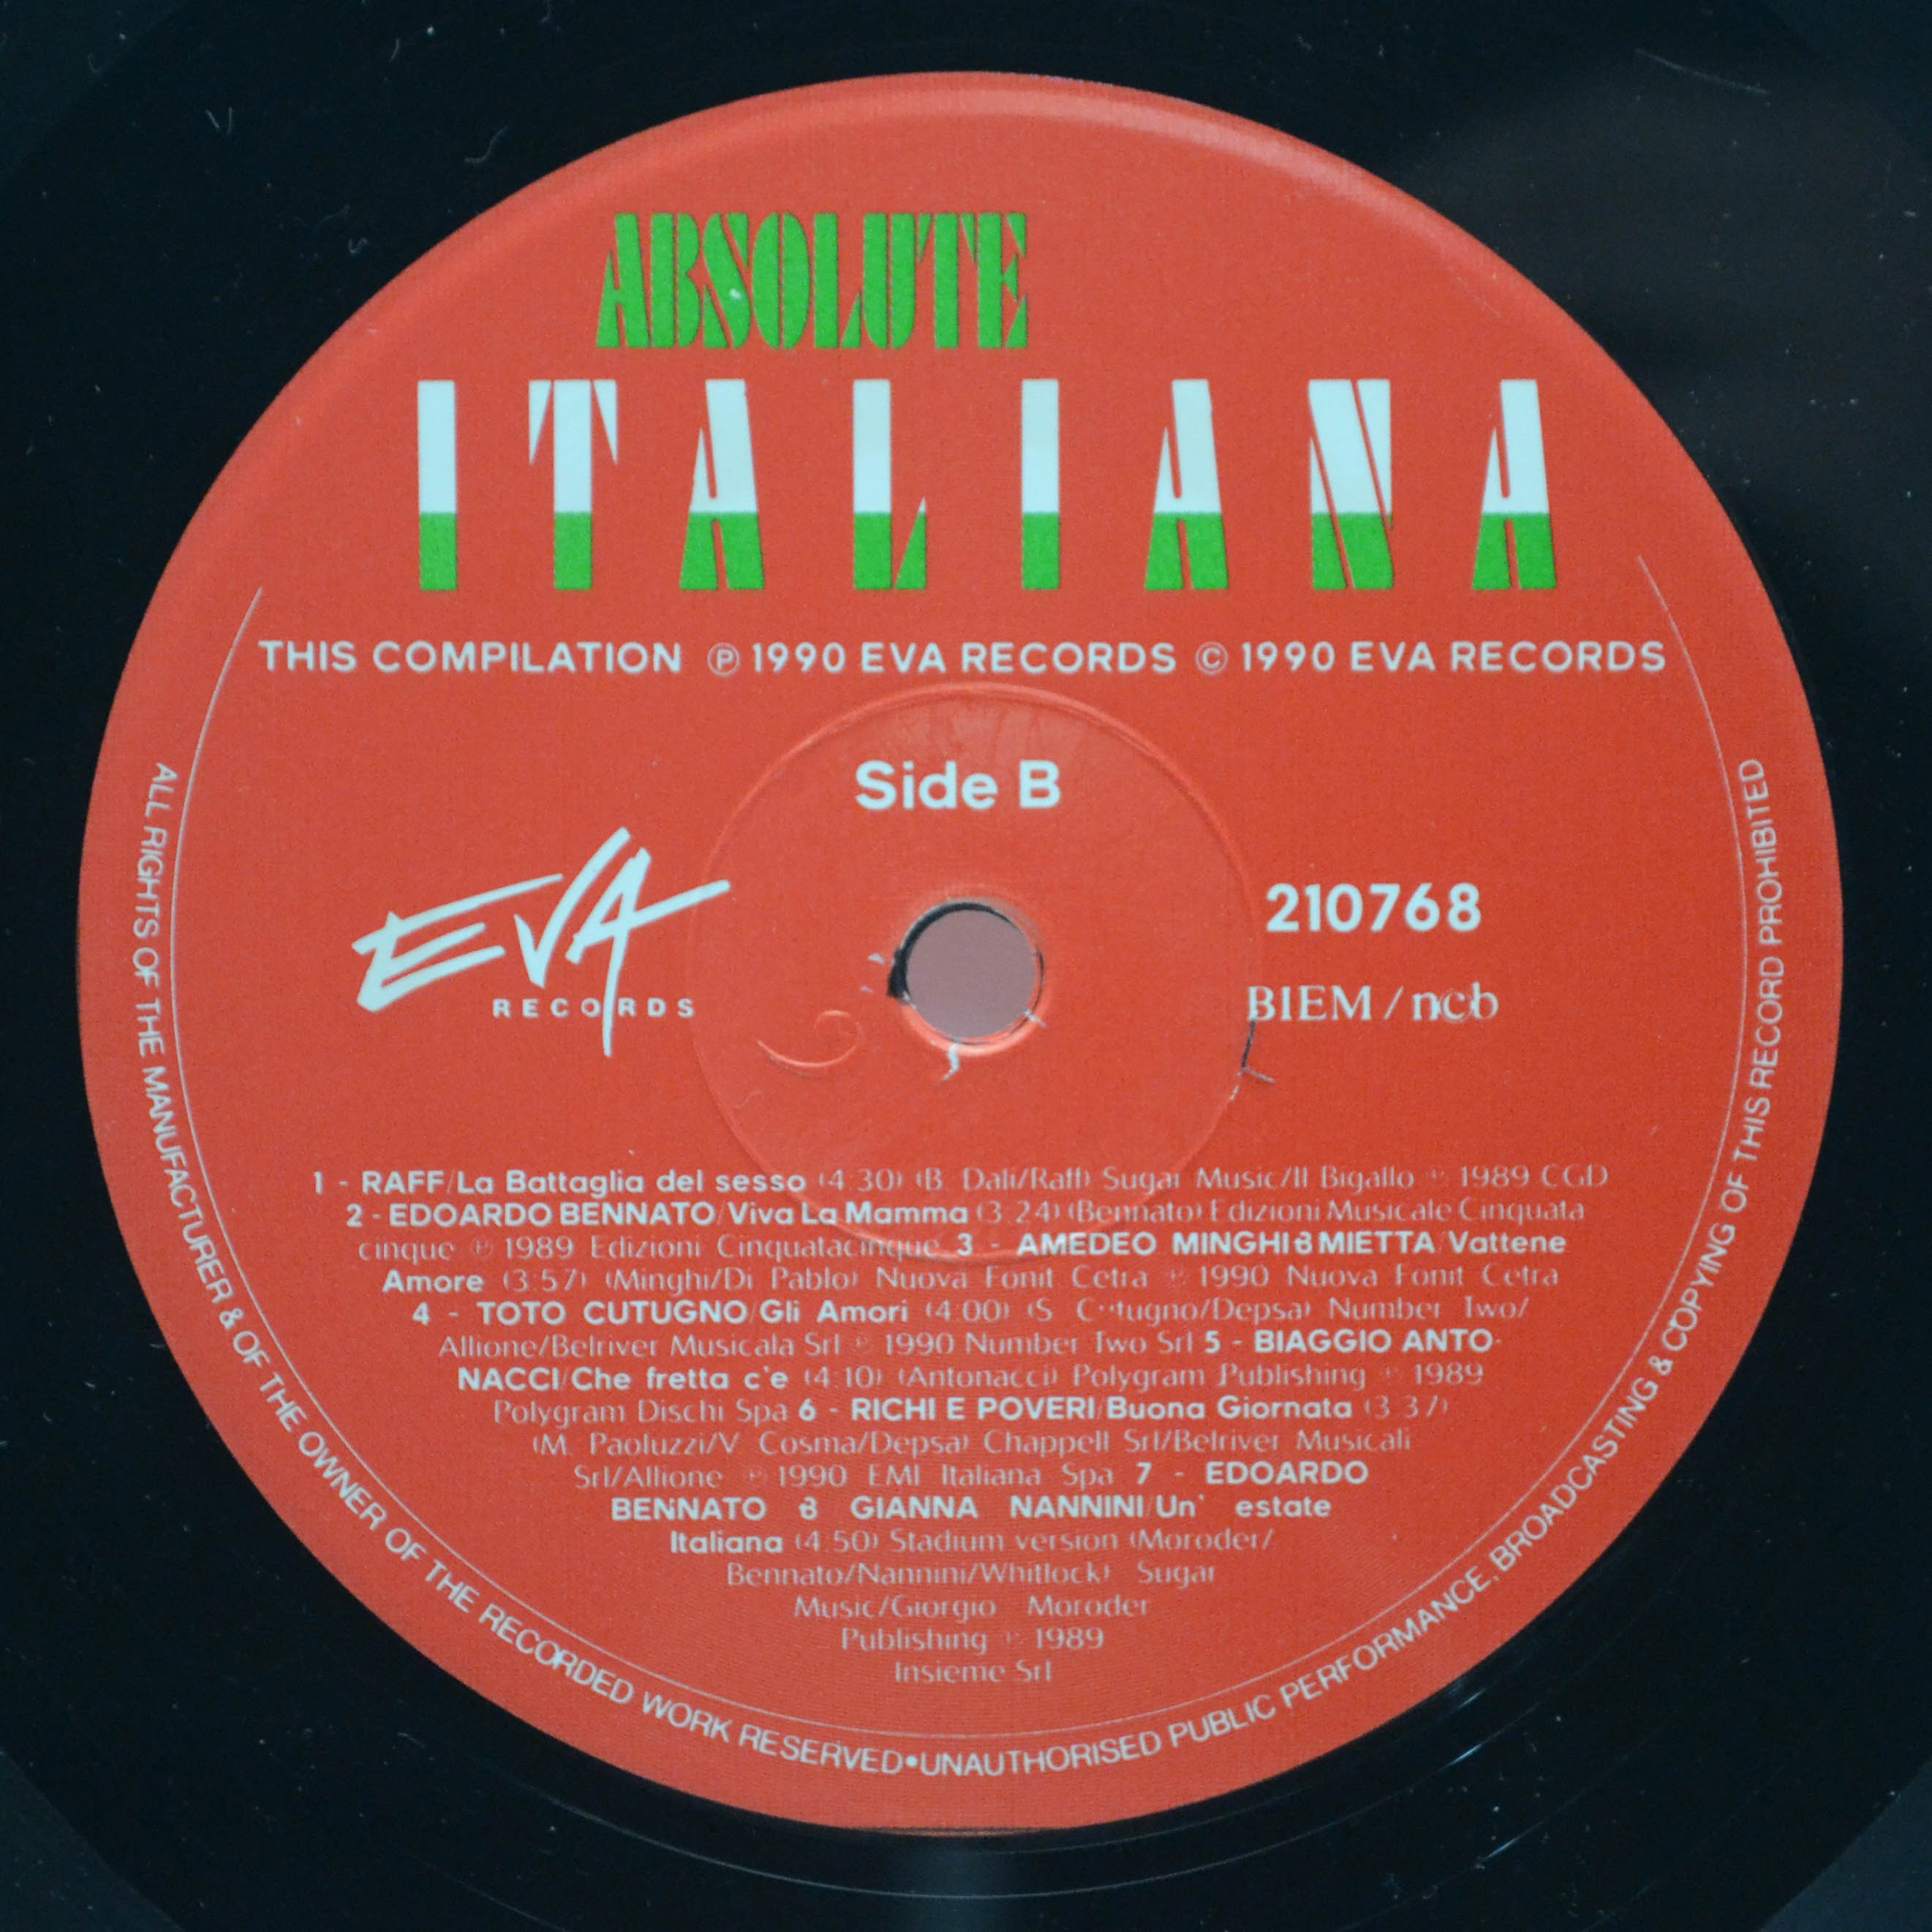 ABSOLUTE
ITALIANA
THIS COMPILATION ℗ 1990 EVA RECORDS © 1990 EVA RECORDS
Side B
EVA
RECORDS
210768
BIEM / ncb
1 - RAFF/La Battaglia del sesso (4:30) (B. Dali/Raff) Sugar Music/Il Bigallo ℗ 1989 CGD
2 - EDOARDO BENNATO/Viva La Mamma (3:24) (Bennato) Edizioni Musicale Cinquata
cinque ℗ 1989 Edizioni Cinquatacinque 3 - AMEDEO MINGHI & MIETTA/Vattene
Amore (3:57) (Minghi/Di Pablo) Nuova Fonit Cetra ℗ 1990 Nuova Fonit Cetra
4 - TOTO CUTUGNO/Gli Amori (4:00) (S. Cutugno/Depsa) Number Two/
Allione/Belriver Musicala Srl ℗ 1990 Number Two Srl 5 - BIAGGIO ANTO-
NACCI/Che fretta c'e (4:10) (Antonacci) Polygram Publishing ℗ 1989
Polygram Dischi Spa 6 - RICHI E POVERI/Buona Giornata (3:37)
(M. Paoluzzi/V. Cosma/Depsa) Chappell Srl/Belriver Musicali
Srl/Allione ℗ 1990 EMI Italiana Spa 7 - EDOARDO
BENNATO & GIANNA NANNINI/Un' estate
Italiana (4:50) Stadium version (Moroder/
Bennato/Nannini/Whitlock) Sugar
Music/Giorgio Moroder
Publishing ℗ 1989
Insieme Srl
ALL RIGHTS OF THE MANUFACTURER & OF THE OWNER OF THE RECORDED WORK RESERVED•UNAUTHORISED PUBLIC PERFORMANCE, BROADCASTING & COPYING OF THIS RECORD PROHIBITED